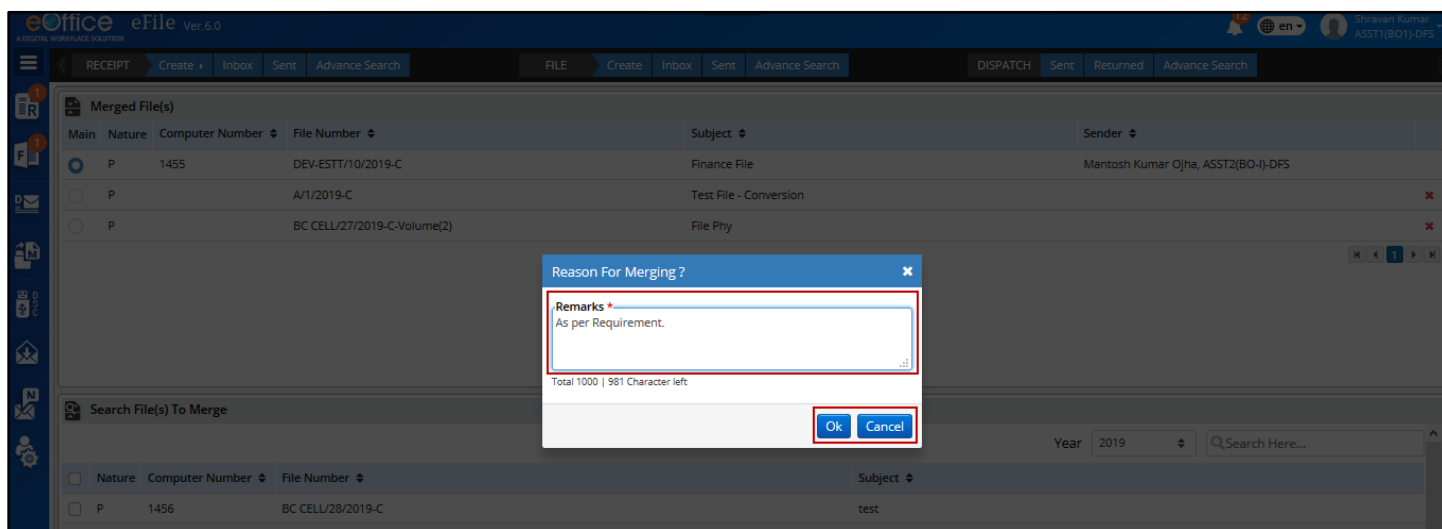 eOffice eFile Ver.6.0
A DIGITAL WORKPLACE SOLUTION
12 en Shravan Kumar
ASST1(BO1)-DFS
RECEIPT Create Inbox Sent Advance Search FILE Create Inbox Sent Advance Search DISPATCH Sent Returned Advance Search
1 R
Merged File(s)
Main Nature Computer Number File Number Subject Sender
1 F
P 1455 DEV-ESTT/10/2019-C Finance File Mantosh Kumar Ojha, ASST2(BO-I)-DFS
D P A/1/2019-C Test File - Conversion
P BC CELL/27/2019-C-Volume(2) File Phy
M 1
Reason For Merging ?
DSC
Remarks *
As per Requirement.
Total 1000 | 981 Character left
N
Search File(s) To Merge
Ok Cancel
Year 2019 Search Here...
Nature Computer Number File Number Subject
P 1456 BC CELL/28/2019-C test